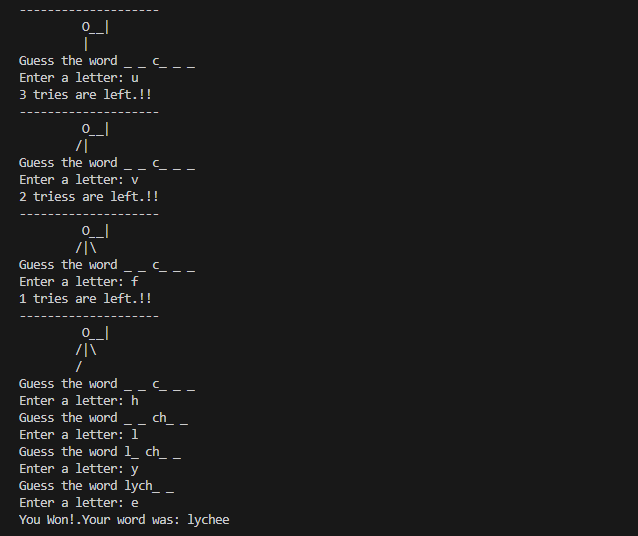 --------------------
         O__|
         |
Guess the word _ _ c_ _ _
Enter a letter: u
3 tries are left.!!
--------------------
         O__|
        /|
Guess the word _ _ c_ _ _
Enter a letter: v
2 triess are left.!!
--------------------
         O__|
        /|\
Guess the word _ _ c_ _ _
Enter a letter: f
1 tries are left.!!
--------------------
         O__|
        /|\
        /
Guess the word _ _ c_ _ _
Enter a letter: h
Guess the word _ _ ch_ _
Enter a letter: l
Guess the word l_ ch_ _
Enter a letter: y
Guess the word lych_ _
Enter a letter: e
You Won!.Your word was: lychee